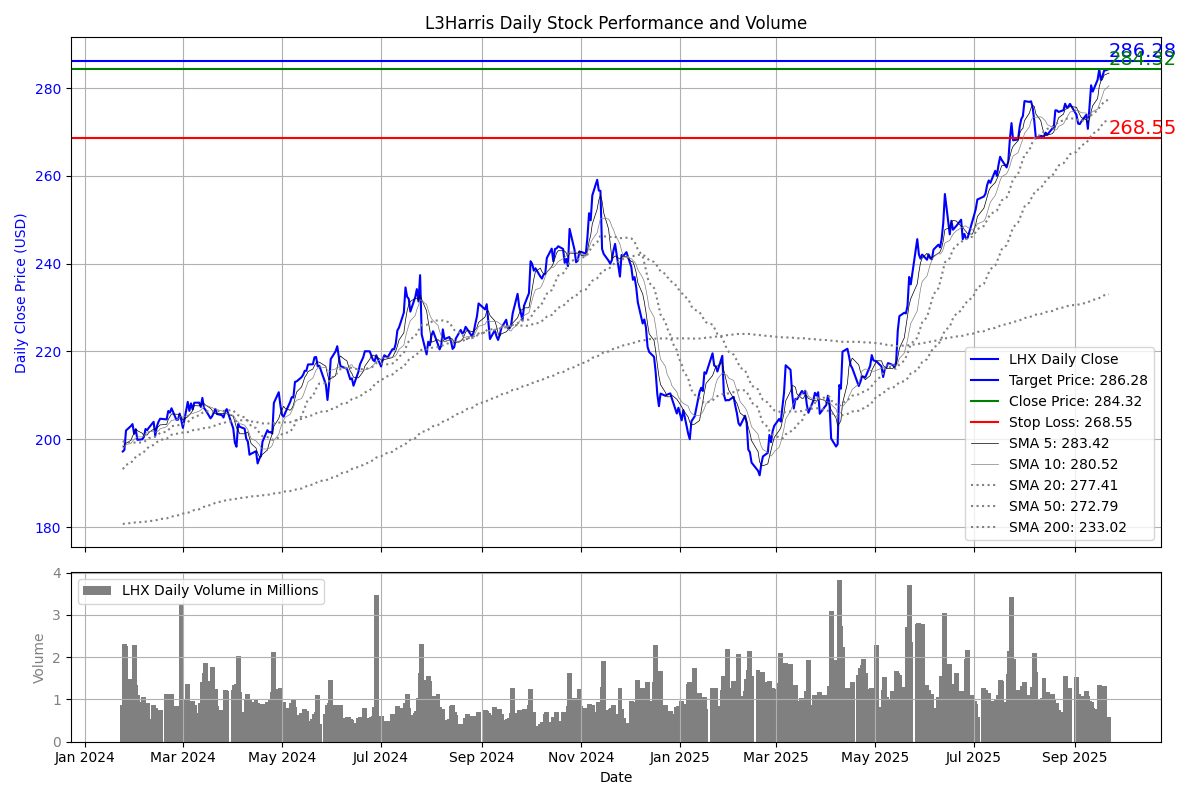 L3Harris Daily Stock Performance and Volume
286.28
284.32
268.55
Daily Close Price (USD)
280
260
240
220
200
180
LHX Daily Close
Target Price: 286.28
Close Price: 284.32
Stop Loss: 268.55
SMA 5: 283.42
SMA 10: 280.52
SMA 20: 277.41
SMA 50: 272.79
SMA 200: 233.02
LHX Daily Volume in Millions
Volume
4
3
2
1
0
Jan 2024 Mar 2024 May 2024 Jul 2024 Sep 2024 Nov 2024 Jan 2025 Mar 2025 May 2025 Jul 2025 Sep 2025
Date